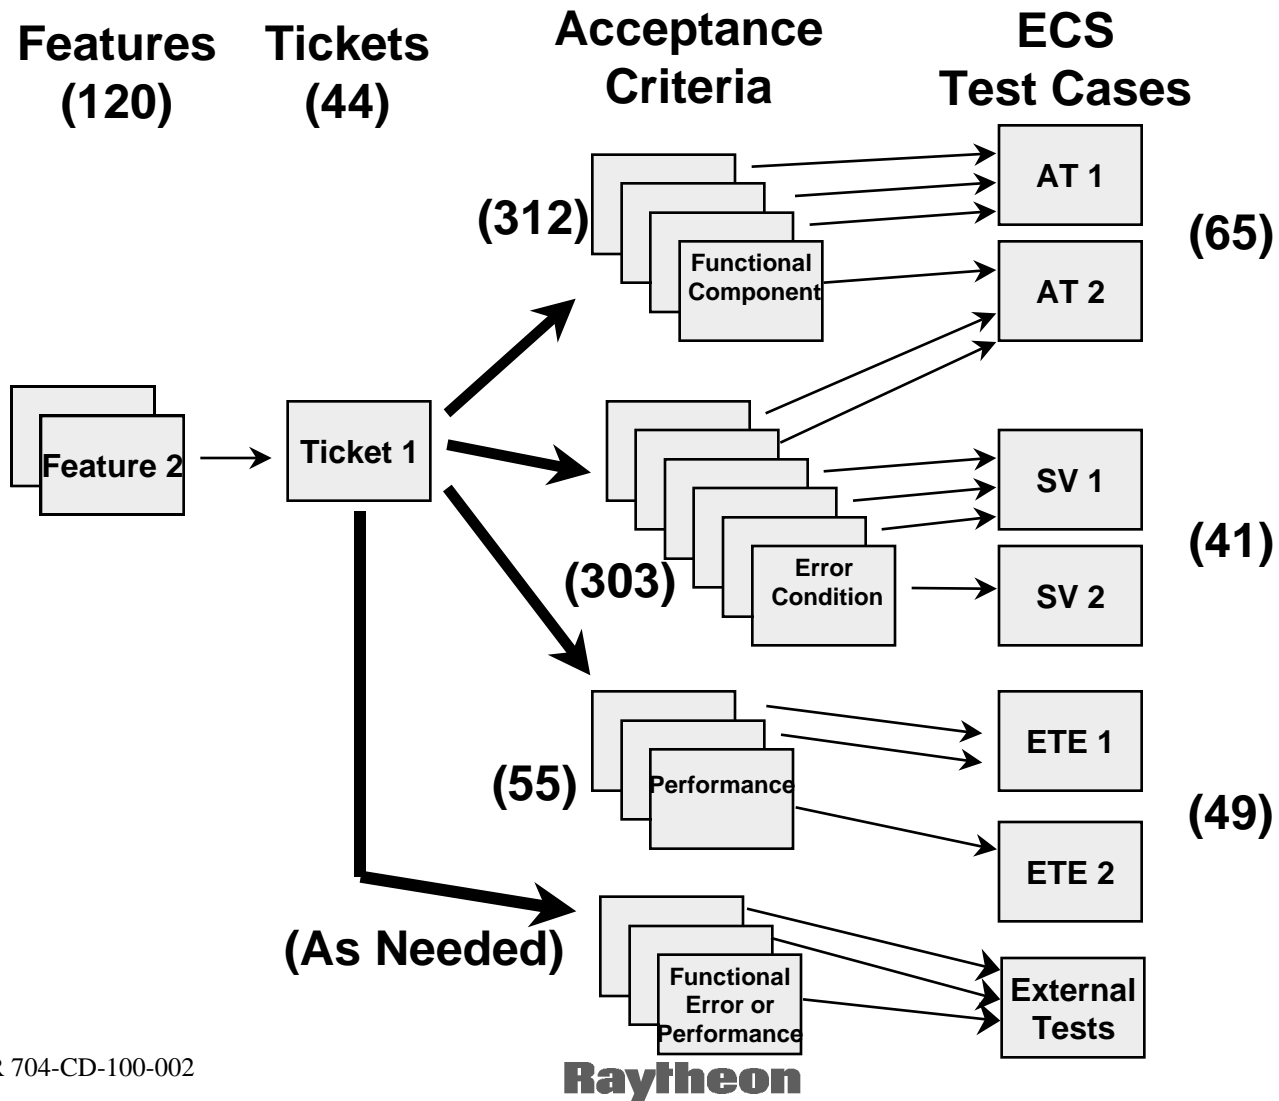 Features
(120)
Tickets
(44)
Acceptance
Criteria
ECS
Test Cases
(312)
Functional
Component
AT 1
AT 2
(65)
Feature 2
Ticket 1
(303)
Error
Condition
SV 1
SV 2
(41)
(55)
Performance
ETE 1
ETE 2
(49)
(As Needed)
Functional
Error or
Performance
External
Tests
R 704-CD-100-002
Raytheon